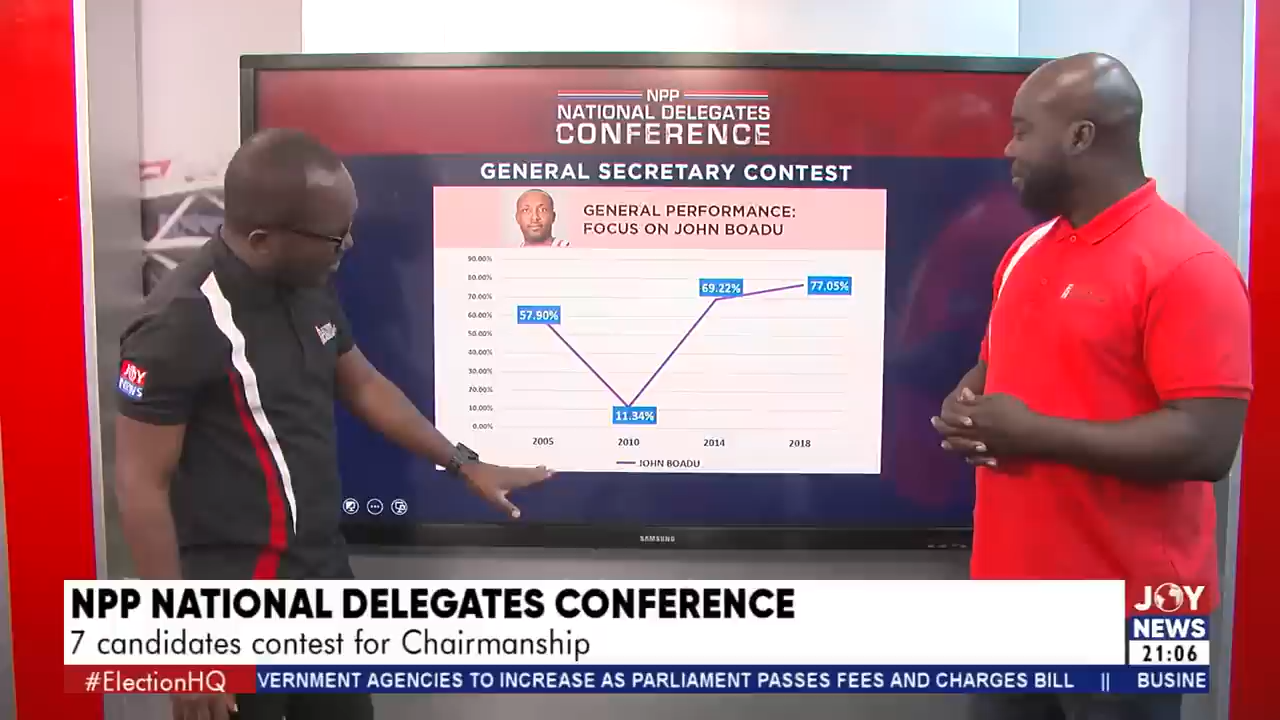 NPP
NATIONAL DELEGATES
CONFERENCE
GENERAL SECRETARY CONTEST
GENERAL PERFORMANCE:
FOCUS ON JOHN BOADU
90.00%
80.00%
70.00%
60.00%
50.00%
40.00%
30.00%
20.00%
10.00%
0.00%
57.90%
11.34%
69.22%
77.05%
2005 2010 2014 2018
JOHN BOADU
JOY
NEWS
SAMSUNG
NPP NATIONAL DELEGATES CONFERENCE
7 candidates contest for Chairmanship
JOY
NEWS
21:06
#ElectionHQ
VERNMENT AGENCIES TO INCREASE AS PARLIAMENT PASSES FEES AND CHARGES BILL || BUSINE